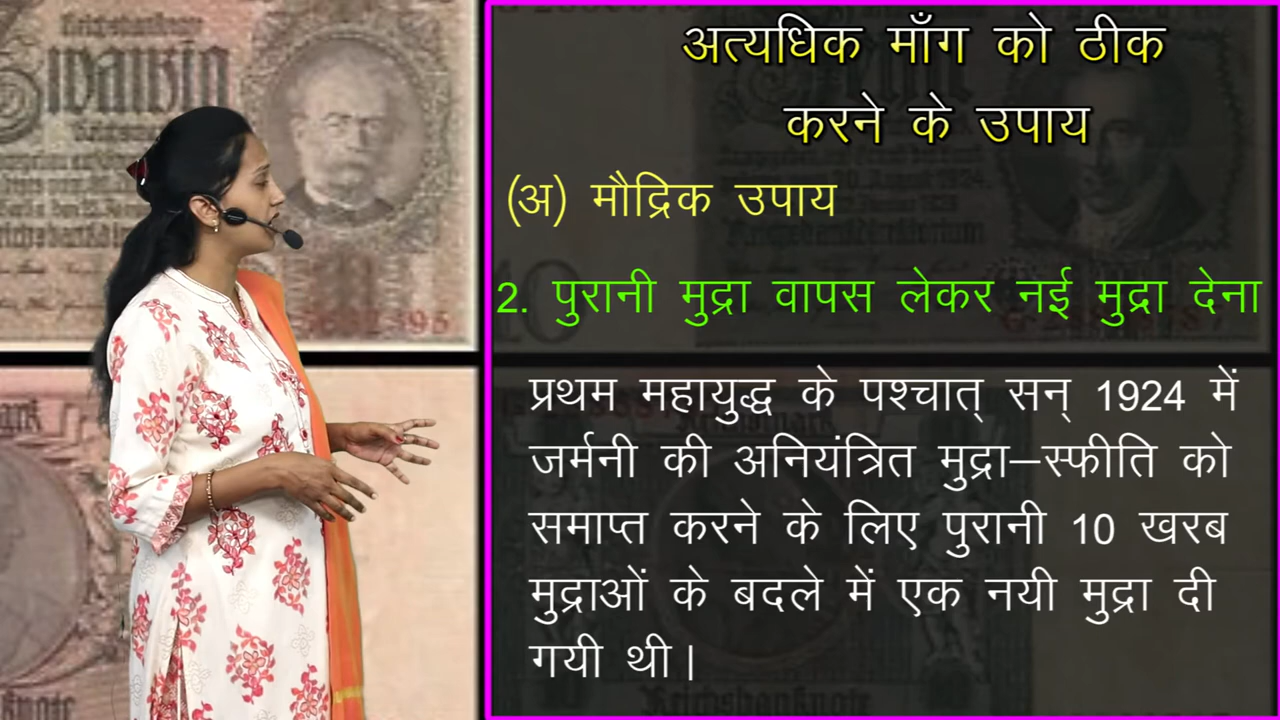 अत्यधिक माँग को ठीक
करने के उपाय
(अ) मौद्रिक उपाय
2. पुरानी मुद्रा वापस लेकर नई मुद्रा देना
प्रथम महायुद्ध के पश्चात् सन् 1924 में
जर्मनी की अनियंत्रित मुद्रा–स्फीति को
समाप्त करने के लिए पुरानी 10 खरब
मुद्राओं के बदले में एक नयी मुद्रा दी
गयी थी।